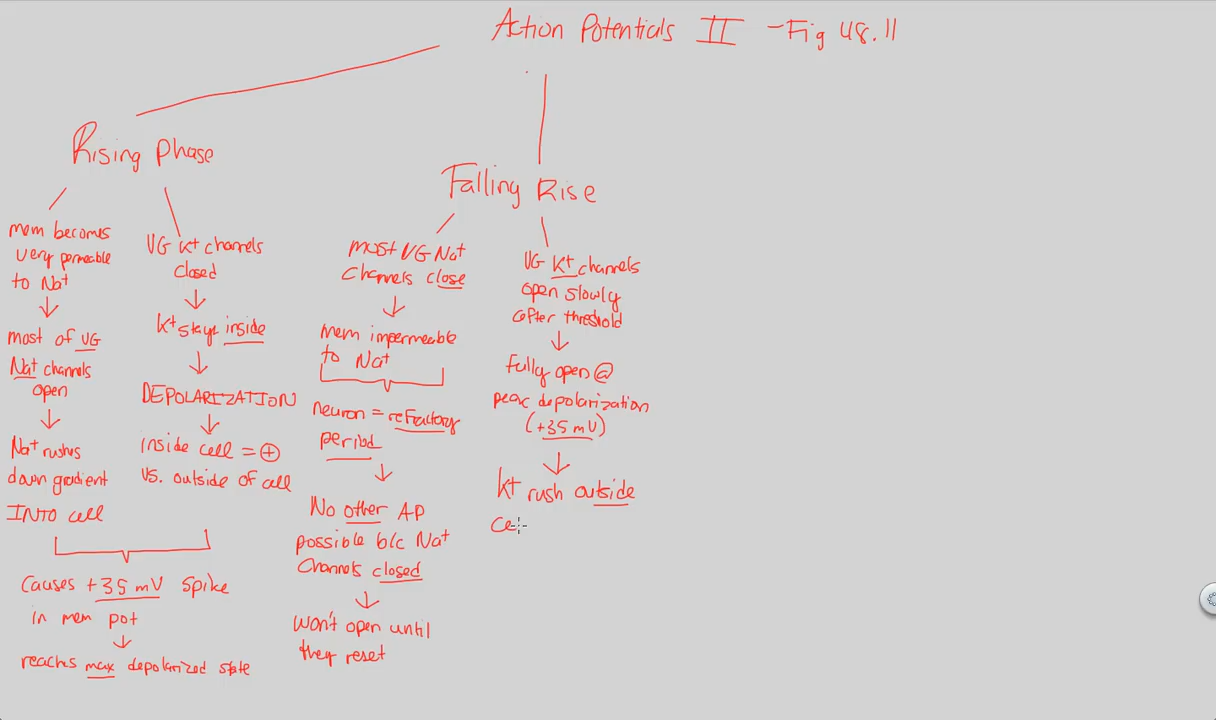 Action Potentials II - Fig 48.11
Rising Phase
mem becomes
very permeable
to Na+
↓
most of VG
Na+ channels
open
↓
Na+ rushes
down gradient
INTO cell
VG K+ channels
closed
↓
K+ stays inside
↓
DEPOLARIZATION
↓
inside cell = ⊕
vs. outside of cell
Causes +35 mV spike
in mem pot
↓
reaches max depolarized state
Falling Rise
most VG Na+
channels close
↓
mem impermeable
to Na+
neuron = refractory
period
↓
No other AP
possible b/c Na+
Channels closed
↓
won't open until
they reset
VG K+ channels
open slowly
after threshold
↓
Fully open @
peak depolarization
(+35 mV)
↓
K+ rush outside
ce